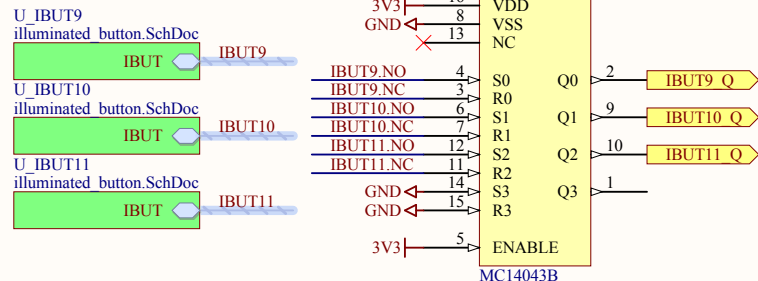 U_IBUT9
illuminated_button.SchDoc
IBUT
IBUT9
U_IBUT10
illuminated_button.SchDoc
IBUT
IBUT10
U_IBUT11
illuminated_button.SchDoc
IBUT
IBUT11
3V3 VDD
GND 8 VSS
13 NC
IBUT9.NO 4 S0 Q0 2 IBUT9_Q
IBUT9.NC 3 R0
IBUT10.NO 6 S1 Q1 9 IBUT10_Q
IBUT10.NC 7 R1
IBUT11.NO 12 S2 Q2 10 IBUT11_Q
IBUT11.NC 11 R2
GND 14 S3 Q3 1
GND 15 R3
3V3 5 ENABLE
MC14043B